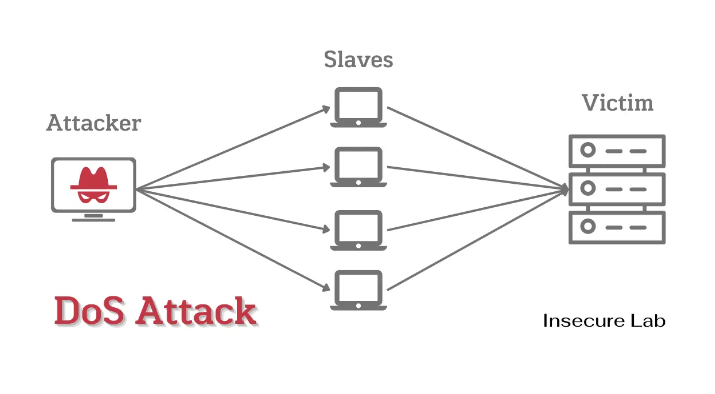 Slaves
Attacker
Victim
DoS Attack
Insecure Lab